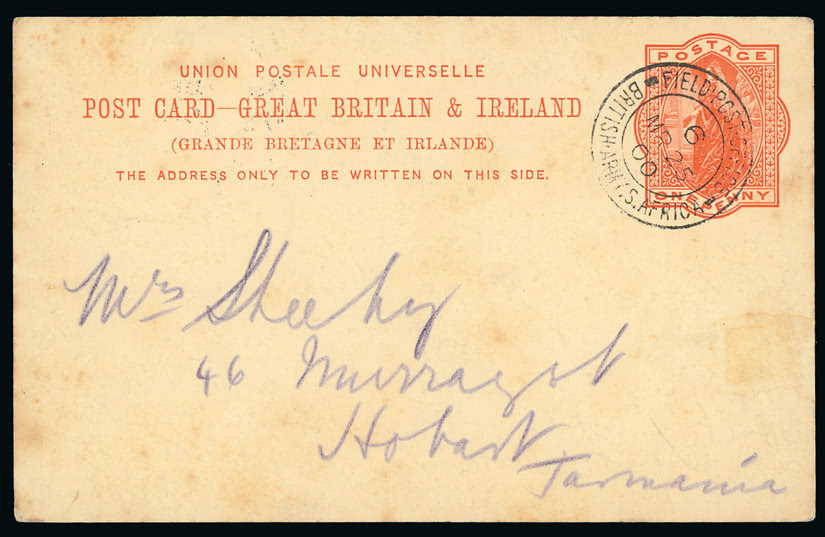 UNION POSTALE UNIVERSELLE
POST CARD—GREAT BRITAIN & IRELAND
(GRANDE BRETAGNE ET IRLANDE)
THE ADDRESS ONLY TO BE WRITTEN ON THIS SIDE.
POSTAGE
ONE PENNY
FIELD·POST·OFFICE
BRITISH·ARMY·S.AFRICA
6
MR 25
00
Mrs Sheehy
46 Murray St
Hobart
Tasmania